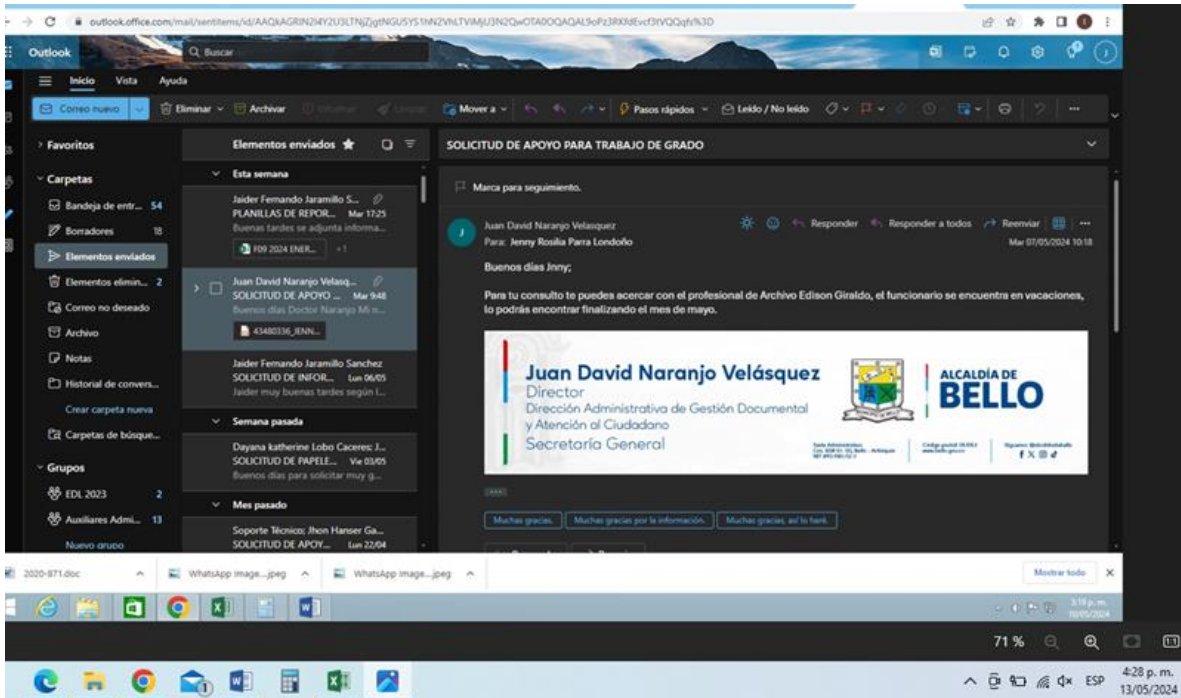 outlook.office.com/mail/sentitems/id/
Outlook
Buscar
Inicio Vista Ayuda
Correo nuevo
Eliminar
Archivar
Informar
Limpiar
Mover a
Pasos rápidos
Leído / No leído
Favoritos
Carpetas
Bandeja de entr... 54
Borradores 18
Elementos enviados
Elementos elimin... 2
Correo no deseado
Archivo
Notas
Historial de convers...
Crear carpeta nueva
Carpetas de búsque...
Grupos
EDL 2023 2
Auxiliares Admi... 13
Nuevo grupo
Elementos enviados
Esta semana
Jaider Fernando Jaramillo S...
PLANILLAS DE REPOR... Mar 17:25
Buenas tardes se adjunta informa...
F09 2024 ENER... +1
Juan David Naranjo Velasq...
SOLICITUD DE APOYO ... Mar 9:48
Buenos días Doctor Naranjo Mi n...
43480336_JENN...
Jaider Fernando Jaramillo Sanchez
SOLICITUD DE INFOR... Lun 06/05
Jaider muy buenas tardes según l...
Semana pasada
Dayana katherine Lobo Caceres; J...
SOLICITUD DE PAPELE... Vie 03/05
Buenos días para solicitar muy g...
Mes pasado
Soporte Técnico; Jhon Hanser Ga...
SOLICITUD DE APOY... Lun 22/04
SOLICITUD DE APOYO PARA TRABAJO DE GRADO
Marca para seguimiento.
J
Juan David Naranjo Velasquez
Responder
Responder a todos
Reenviar
Para: Jenny Rosilia Parra Londoño
Mar 07/05/2024 10:18
Buenos días Jnny;
Para tu consulto te puedes acercar con el profesional de Archivo Edison Giraldo, el funcionario se encuentra en vacaciones,
lo podrás encontrar finalizando el mes de mayo.
Juan David Naranjo Velásquez
Director
Dirección Administrativa de Gestión Documental
y Atención al Ciudadano
Secretaría General
ALCALDÍA DE
BELLO
Muchas gracias.
Muchas gracias por la información.
Muchas gracias, así lo haré.
2020-871.doc
WhatsApp Image....jpeg
WhatsApp Image....jpeg
Mostrar todo
3:19 p. m.
10/05/2024
71 %
1:1
ESP
4:28 p. m.
13/05/2024